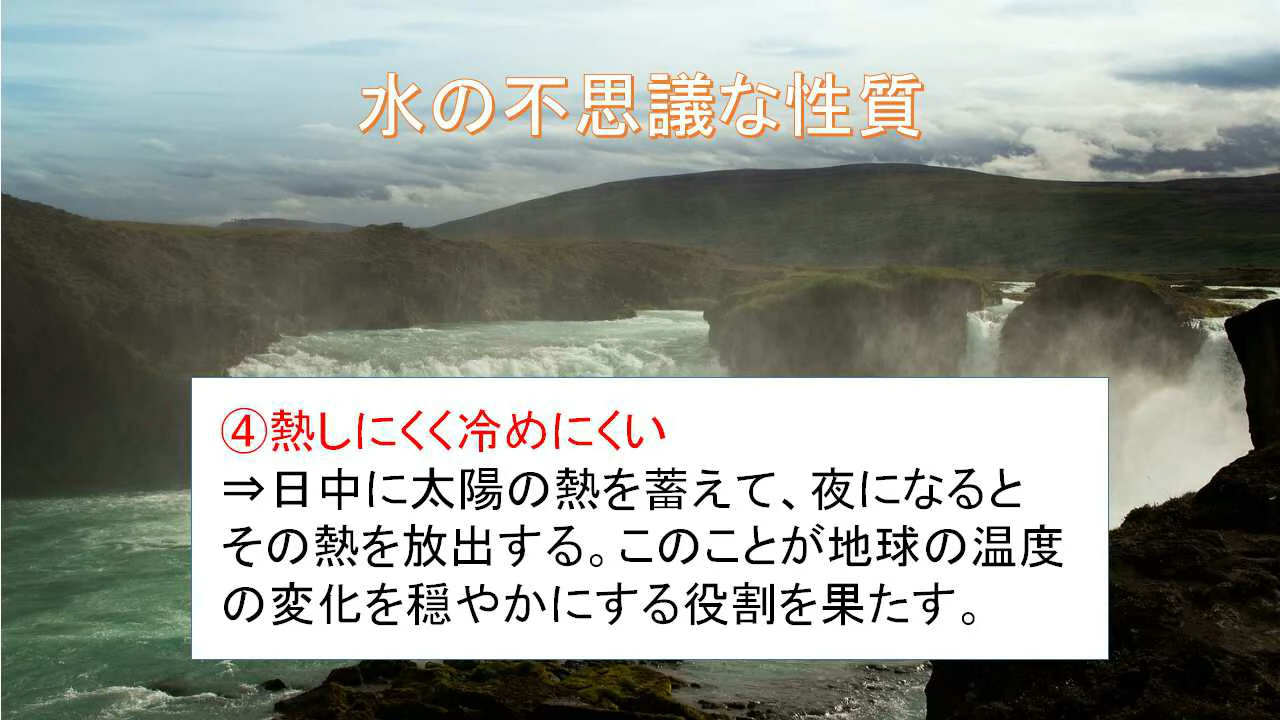 水の不思議な性質
④熱しにくく冷めにくい
⇒日中に太陽の熱を蓄えて、夜になると
その熱を放出する。このことが地球の温度
の変化を穏やかにする役割を果たす。